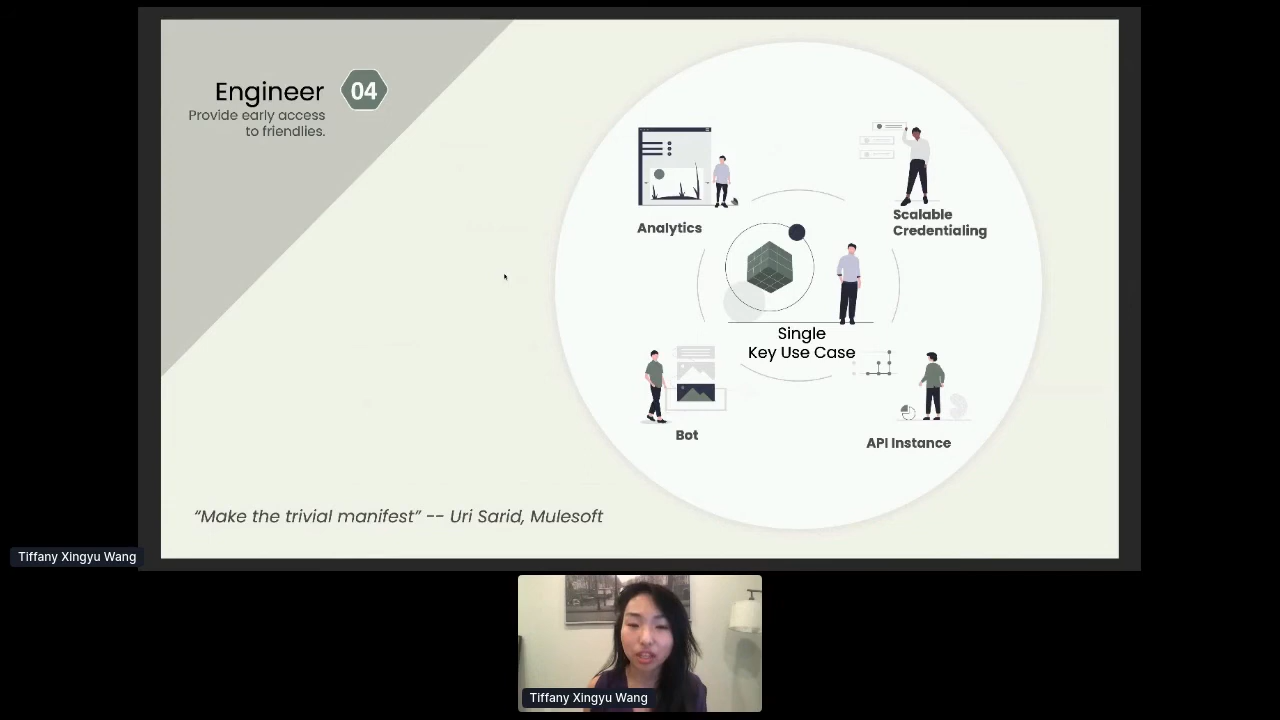 Engineer
04
Provide early access
to friendlies.
Analytics
Scalable
Credentialing
Single
Key Use Case
Bot
API Instance
“Make the trivial manifest” -- Uri Sarid, Mulesoft
Tiffany Xingyu Wang
Tiffany Xingyu Wang